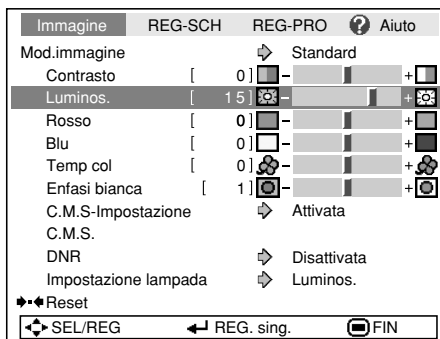 Immagine REG-SCH REG-PRO ? Aiuto
Mod.immagine Standard
Contrasto [ 0] – +
Luminos. [ 15] – +
Rosso [ 0] – +
Blu [ 0] – +
Temp col [ 0] – +
Enfasi bianca [ 1] – +
C.M.S-Impostazione Attivata
C.M.S.
DNR Disattivata
Impostazione lampada Luminos.
Reset
SEL/REG REG. sing. FIN